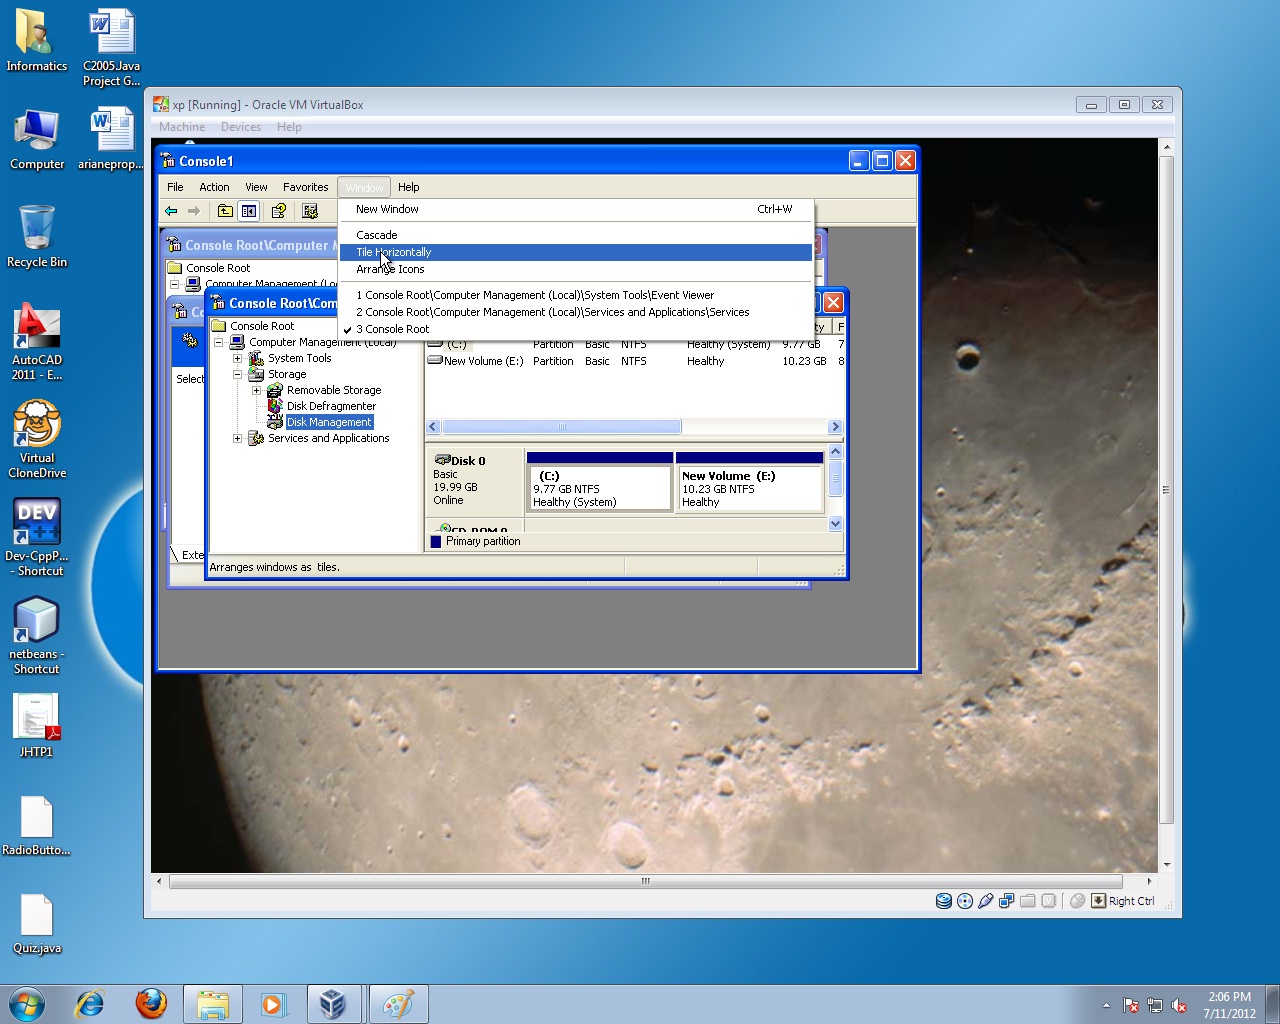 Informatics
C2005.Java
Project G...
Computer
arianeprop...
Recycle Bin
AutoCAD
2011 - E...
Virtual
CloneDrive
DEV
C++
Dev-CppP...
- Shortcut
netbeans -
Shortcut
JHTP1
RadioButto...
Quiz.java
xp [Running] - Oracle VM VirtualBox
Machine Devices Help
Console1
File Action View Favorites Window Help
New Window Ctrl+W
Cascade
Tile Horizontally
Arrange Icons
1 Console Root\Computer Management (Local)\System Tools\Event Viewer
2 Console Root\Computer Management (Local)\Services and Applications\Services
3 Console Root
Console Root\Computer M
Console Root
Computer Management (Lo
Co
Select
Exte
Console Root\Com
Console Root
Computer Management (Local)
System Tools
Storage
Removable Storage
Disk Defragmenter
Disk Management
Services and Applications
ty F
(C:) Partition Basic NTFS Healthy (System) 9.77 GB 7
New Volume (E:) Partition Basic NTFS Healthy 10.23 GB 8
Disk 0
Basic
19.99 GB
Online
(C:)
9.77 GB NTFS
Healthy (System)
New Volume (E:)
10.23 GB NTFS
Healthy
CD-ROM 0
Primary partition
Arranges windows as tiles.
Right Ctrl
2:06 PM
7/11/2012